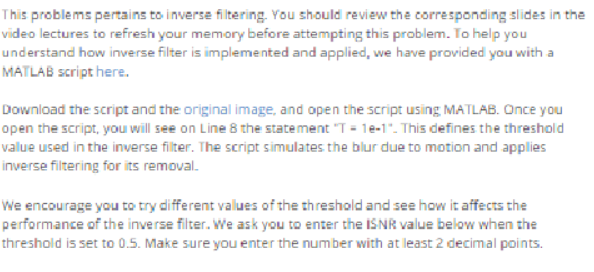 This problems pertains to inverse filtering. You should review the corresponding slides in the
video lectures to refresh your memory before attempting this problem. To help you
understand how inverse filter is implemented and applied, we have provided you with a
MATLAB script here.
Download the script and the original image, and open the script using MATLAB. Once you
open the script, you will see on Line 8 the statement "T = 1e-1". This defines the threshold
value used in the inverse filter. The script simulates the blur due to motion and applies
inverse filtering for its removal.
We encourage you to try different values of the threshold and see how it affects the
performance of the inverse filter. We ask you to enter the ISNR value below when the
threshold is set to 0.5. Make sure you enter the number with at least 2 decimal points.